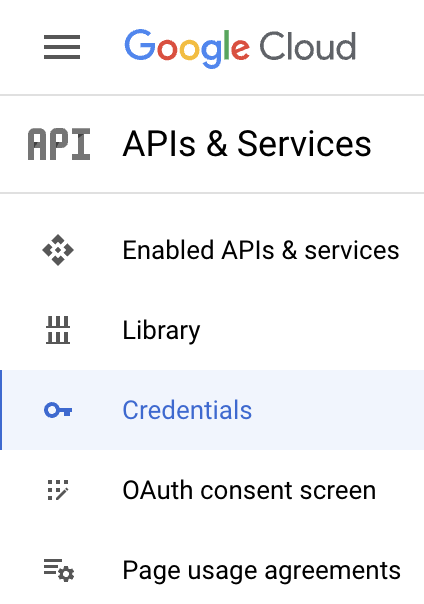 Google Cloud
API APIs & Services
Enabled APIs & services
Library
Credentials
OAuth consent screen
Page usage agreements